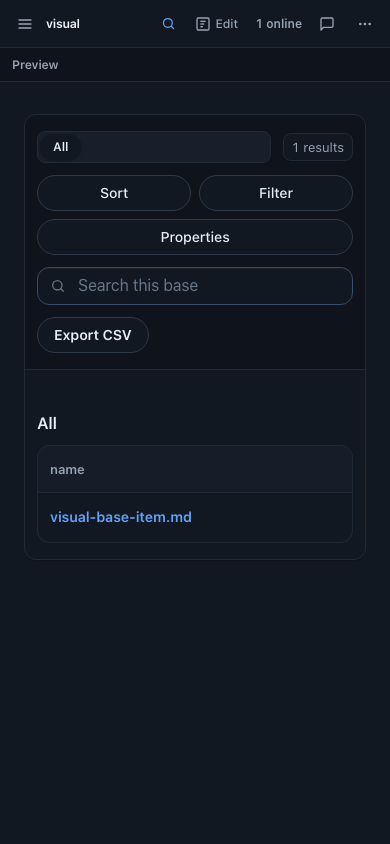 visual Edit 1 online
Preview
All 1 results
Sort Filter
Properties
Search this base
Export CSV
All
name
visual-base-item.md